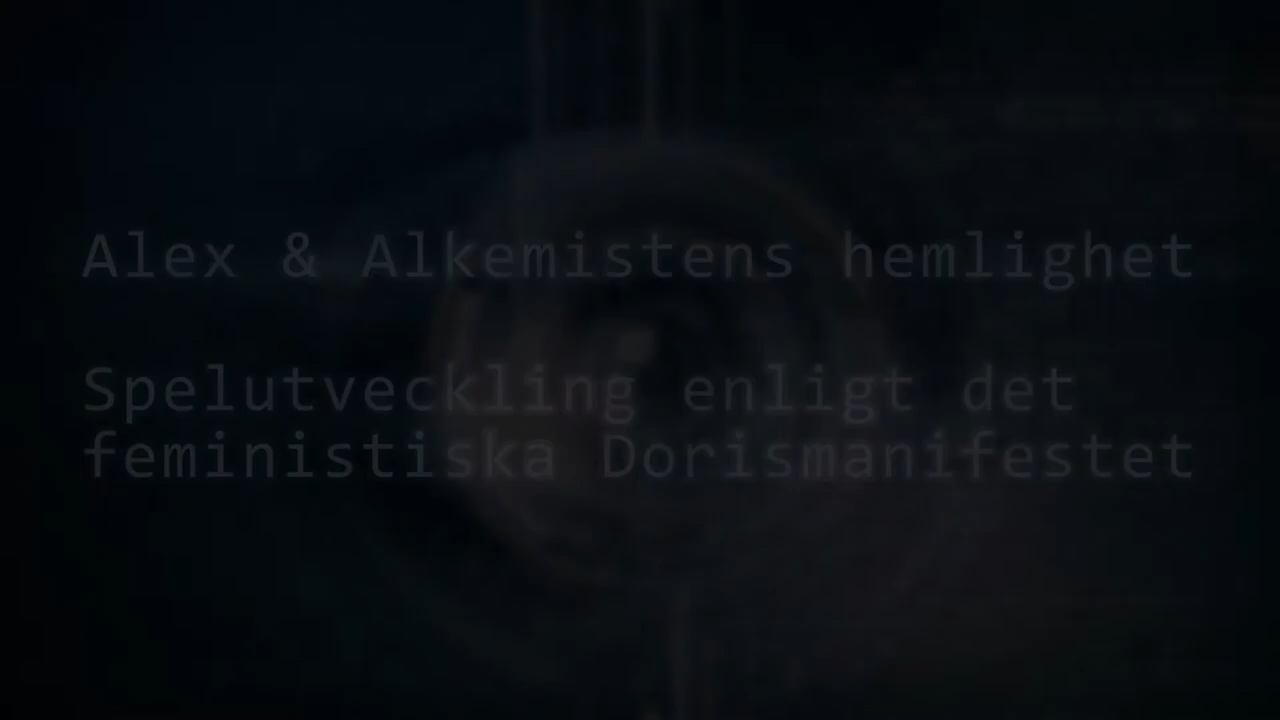 Alex & Alkemistens hemlighet
Spelutveckling enligt det
feministiska Dorismanifestet